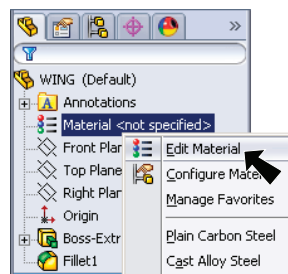 WING (Default)
Annotations
Material <not specified>
Front Plan
Edit Material
Top Plane
Configure Mate
Right Plan
Manage Favorites
Origin
Boss-Extr
Plain Carbon Steel
Fillet1
Cast Alloy Steel